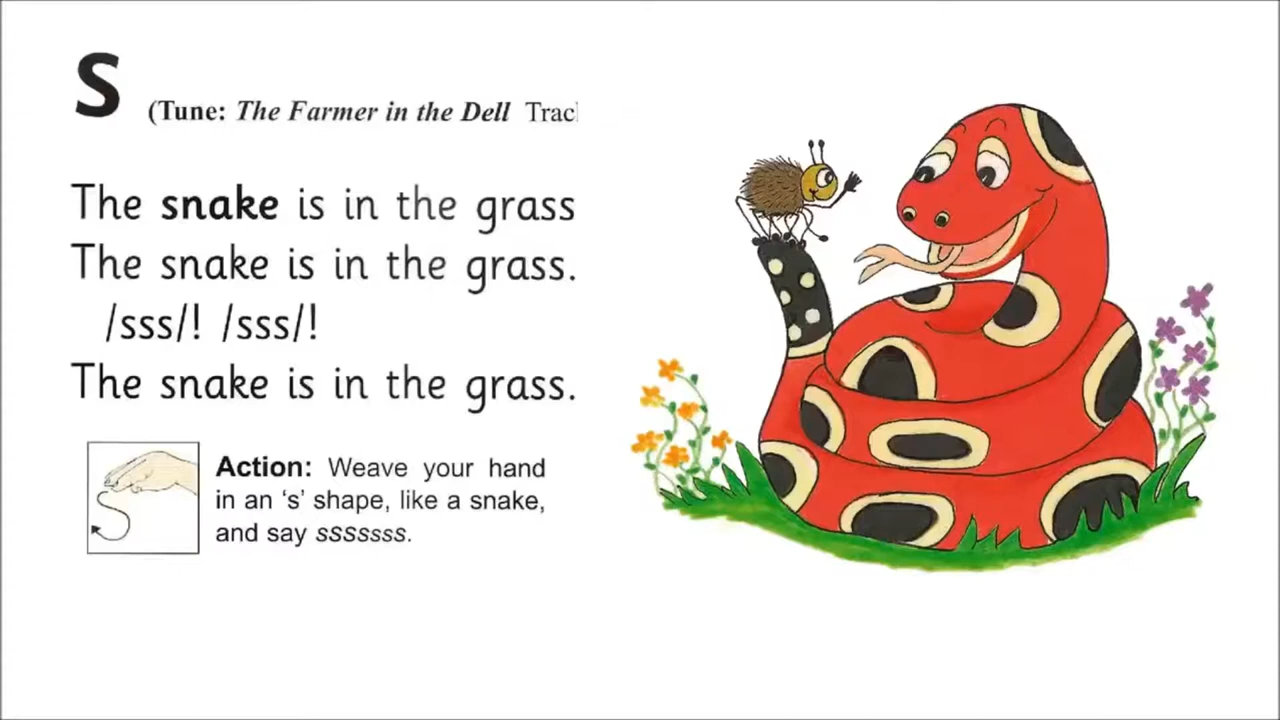 s
(Tune: The Farmer in the Dell Trac
The snake is in the grass
The snake is in the grass.
/sss/! /sss/!
The snake is in the grass.
Action: Weave your hand
in an ‘s’ shape, like a snake,
and say sssssss.